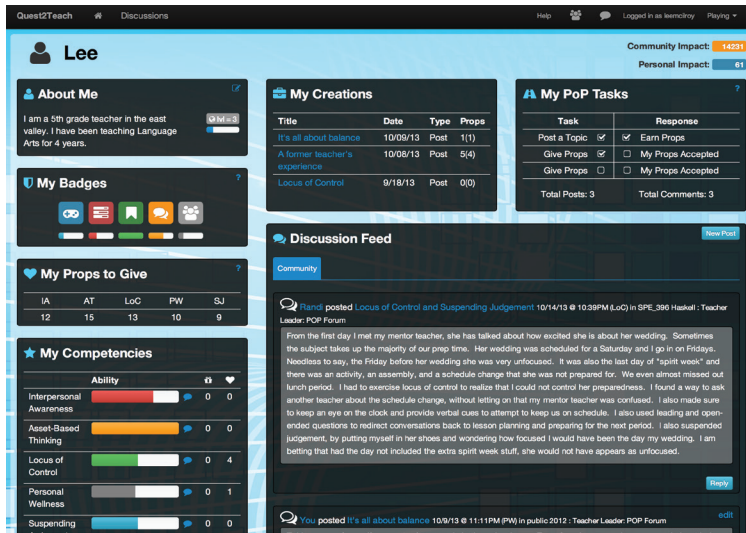 Quest2Teach Discussions Help Logged in as leemcilroy Playing
Lee
Community Impact: 14231
Personal Impact: 61
About Me
I am a 5th grade teacher in the east
valley. I have been teaching Language
Arts for 4 years.
lvl = 3
My Badges ?
My Props to Give ?
IA AT LoC PW SJ
12 15 13 10 9
My Competencies
Ability
Interpersonal
Awareness 0 0
Asset-Based
Thinking 0 0
Locus of
Control 0 4
Personal
Wellness 0 1
Suspending 0 0
My Creations
Title Date Type Props
It's all about balance 10/09/13 Post 1(1)
A former teacher's
experience 10/08/13 Post 5(4)
Locus of Control 9/18/13 Post 0(0)
My PoP Tasks ?
Task Response
Post a Topic Earn Props
Give Props My Props Accepted
Give Props My Props Accepted
Total Posts: 3 Total Comments: 3
Discussion Feed New Post
Community
Randi posted Locus of Control and Suspending Judgement 10/14/13 @ 10:39PM (LoC) in SPE_396 Haskell : Teacher
Leader: POP Forum
From the first day I met my mentor teacher, she has talked about how excited she is about her wedding. Sometimes
the subject takes up the majority of our prep time. Her wedding was scheduled for a Saturday and I go in on Fridays.
Needless to say, the Friday before her wedding she was very unfocused. It was also the last day of "spirit week" and
there was an activity, an assembly, and a schedule change that she was not prepared for. We even almost missed out
lunch period. I had to exercise locus of control to realize that I could not control her preparedness. I found a way to ask
another teacher about the schedule change, without letting on that my mentor teacher was confused. I also made sure
to keep an eye on the clock and provide verbal cues to attempt to keep us on schedule. I also used leading and open-
ended questions to redirect conversations back to lesson planning and preparing for the next period. I also suspended
judgement, by putting myself in her shoes and wondering how focused I would have been the day my wedding. I am
betting that had the day not included the extra spirit week stuff, she would not have appears as unfocused.
Reply
You posted It's all about balance 10/9/13 @ 11:11PM (PW) in public 2012 : Teacher Leader: POP Forum edit